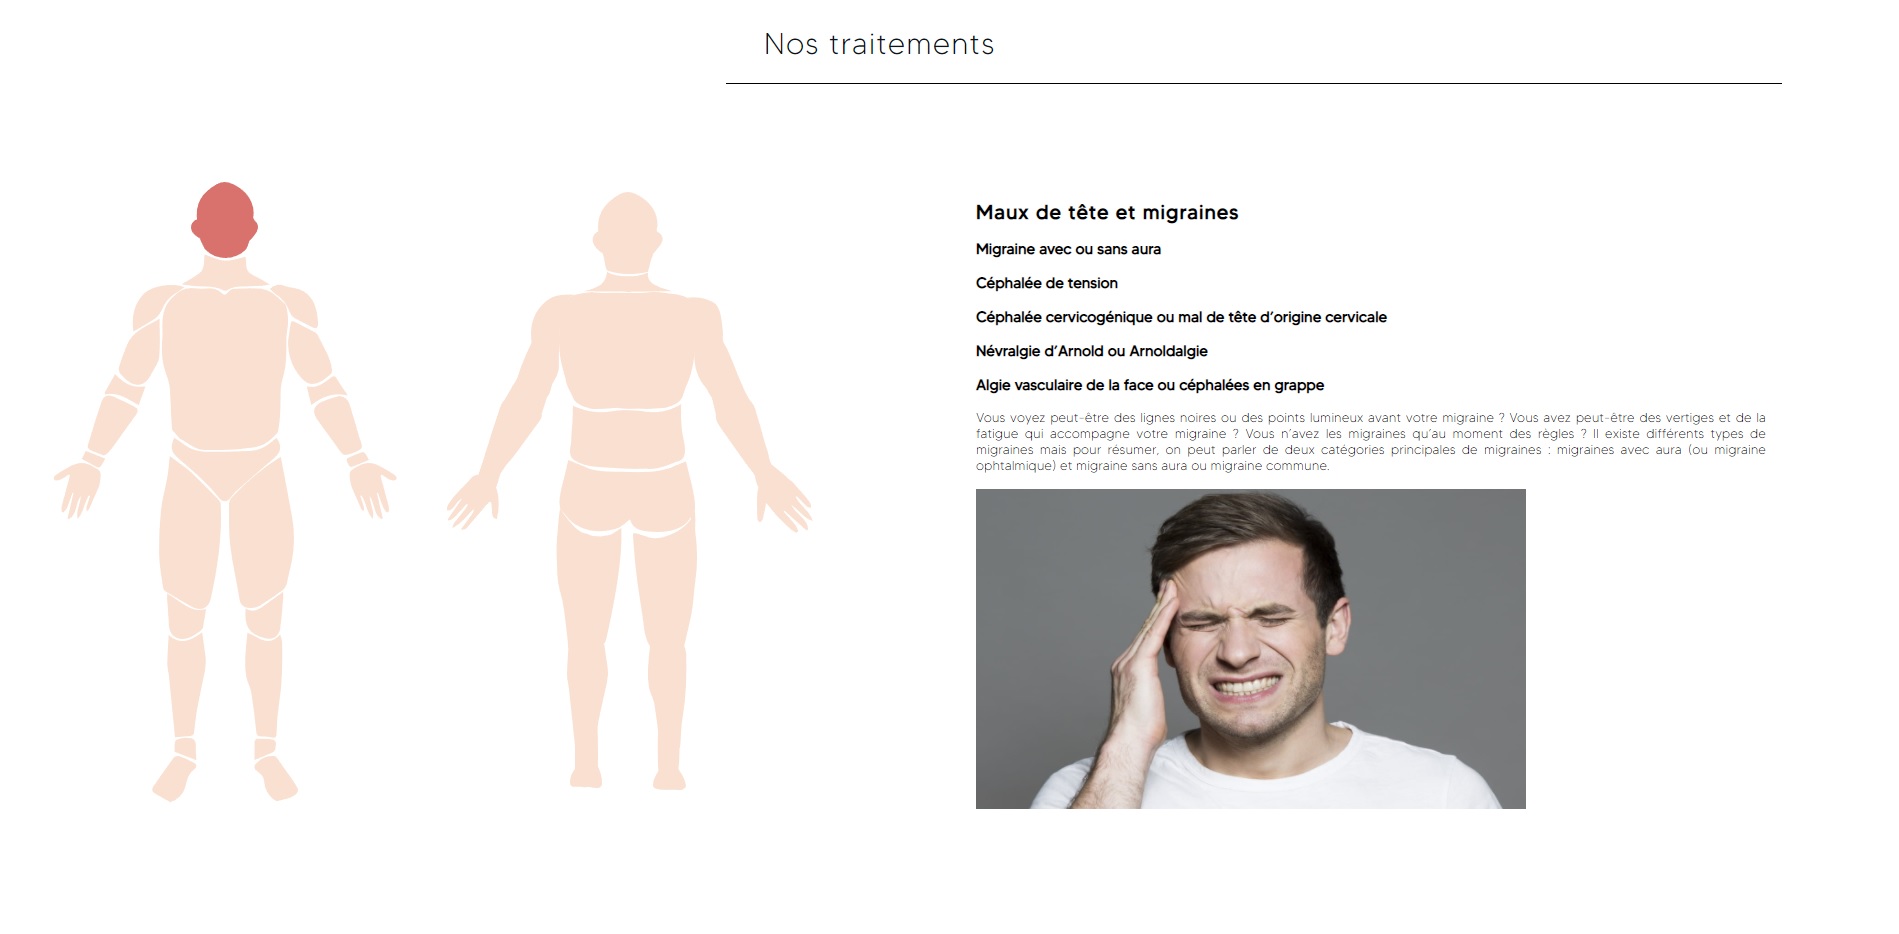 Nos traitements
Maux de tête et migraines
Migraine avec ou sans aura
Céphalée de tension
Céphalée cervicogénique ou mal de tête d'origine cervicale
Névralgie d'Arnold ou Arnoldalgie
Algie vasculaire de la face ou céphalées en grappe
Vous voyez peut-être des lignes noires ou des points lumineux avant votre migraine ? Vous avez peut-être des vertiges et de la
fatigue qui accompagne votre migraine ? Vous n'avez les migraines qu'au moment des règles ? Il existe différents types de
migraines mais pour résumer, on peut parler de deux catégories principales de migraines : migraines avec aura (ou migraine
ophtalmique) et migraine sans aura ou migraine commune.